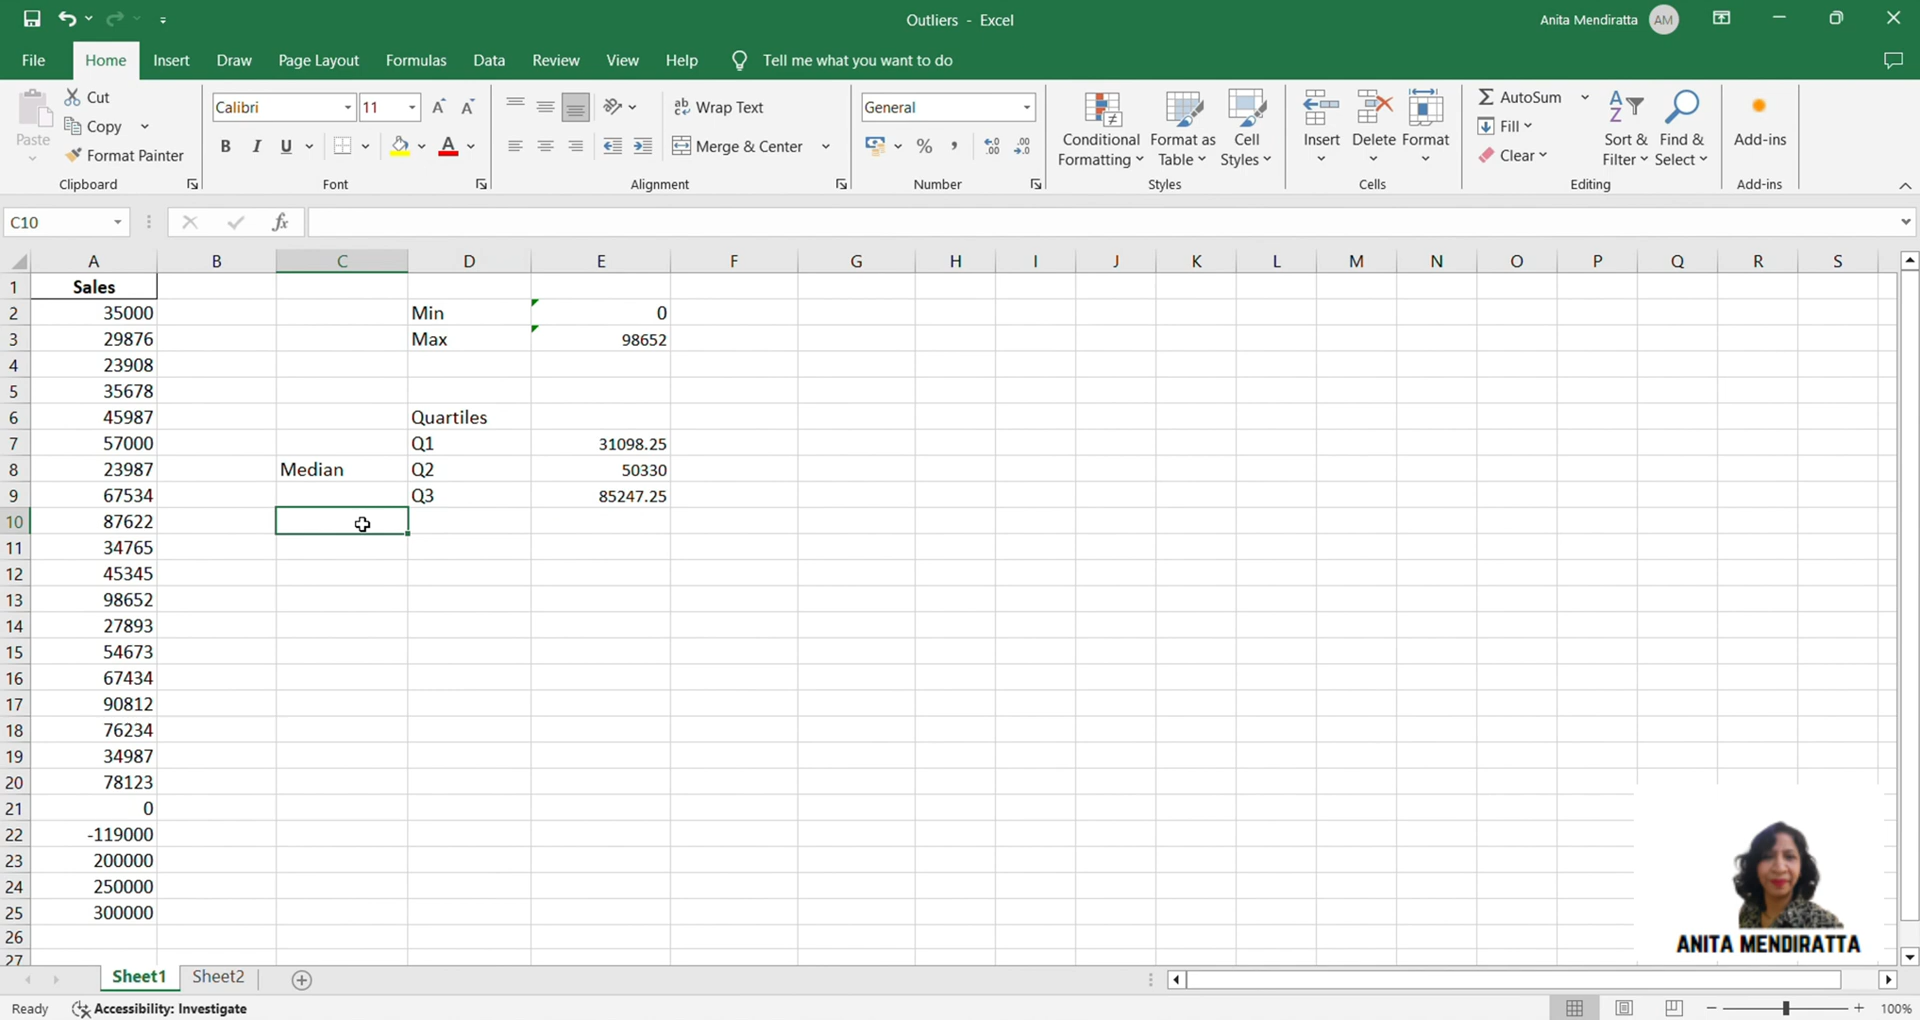 Outliers - Excel
Anita Mendiratta AM
File Home Insert Draw Page Layout Formulas Data Review View Help Tell me what you want to do
Paste
Cut
Copy
Format Painter
Clipboard
Calibri 11
B I U
Font
Wrap Text
Merge & Center
Alignment
General
Number
Conditional Formatting
Format as Table
Cell Styles
Styles
Insert
Delete
Format
Cells
AutoSum
Fill
Clear
Sort & Filter
Find & Select
Editing
Add-ins
Add-ins
C10 fx
A B C D E F G H I J K L M N O P Q R S
1 Sales
2 35000 Min 0
3 29876 Max 98652
4 23908
5 35678
6 45987 Quartiles
7 57000 Q1 31098.25
8 23987 Median Q2 50330
9 67534 Q3 85247.25
10 87622
11 34765
12 45345
13 98652
14 27893
15 54673
16 67434
17 90812
18 76234
19 34987
20 78123
21 0
22 -119000
23 200000
24 250000
25 300000
26
27
ANITA MENDIRATTA
Sheet1 Sheet2
Ready Accessibility: Investigate 100%